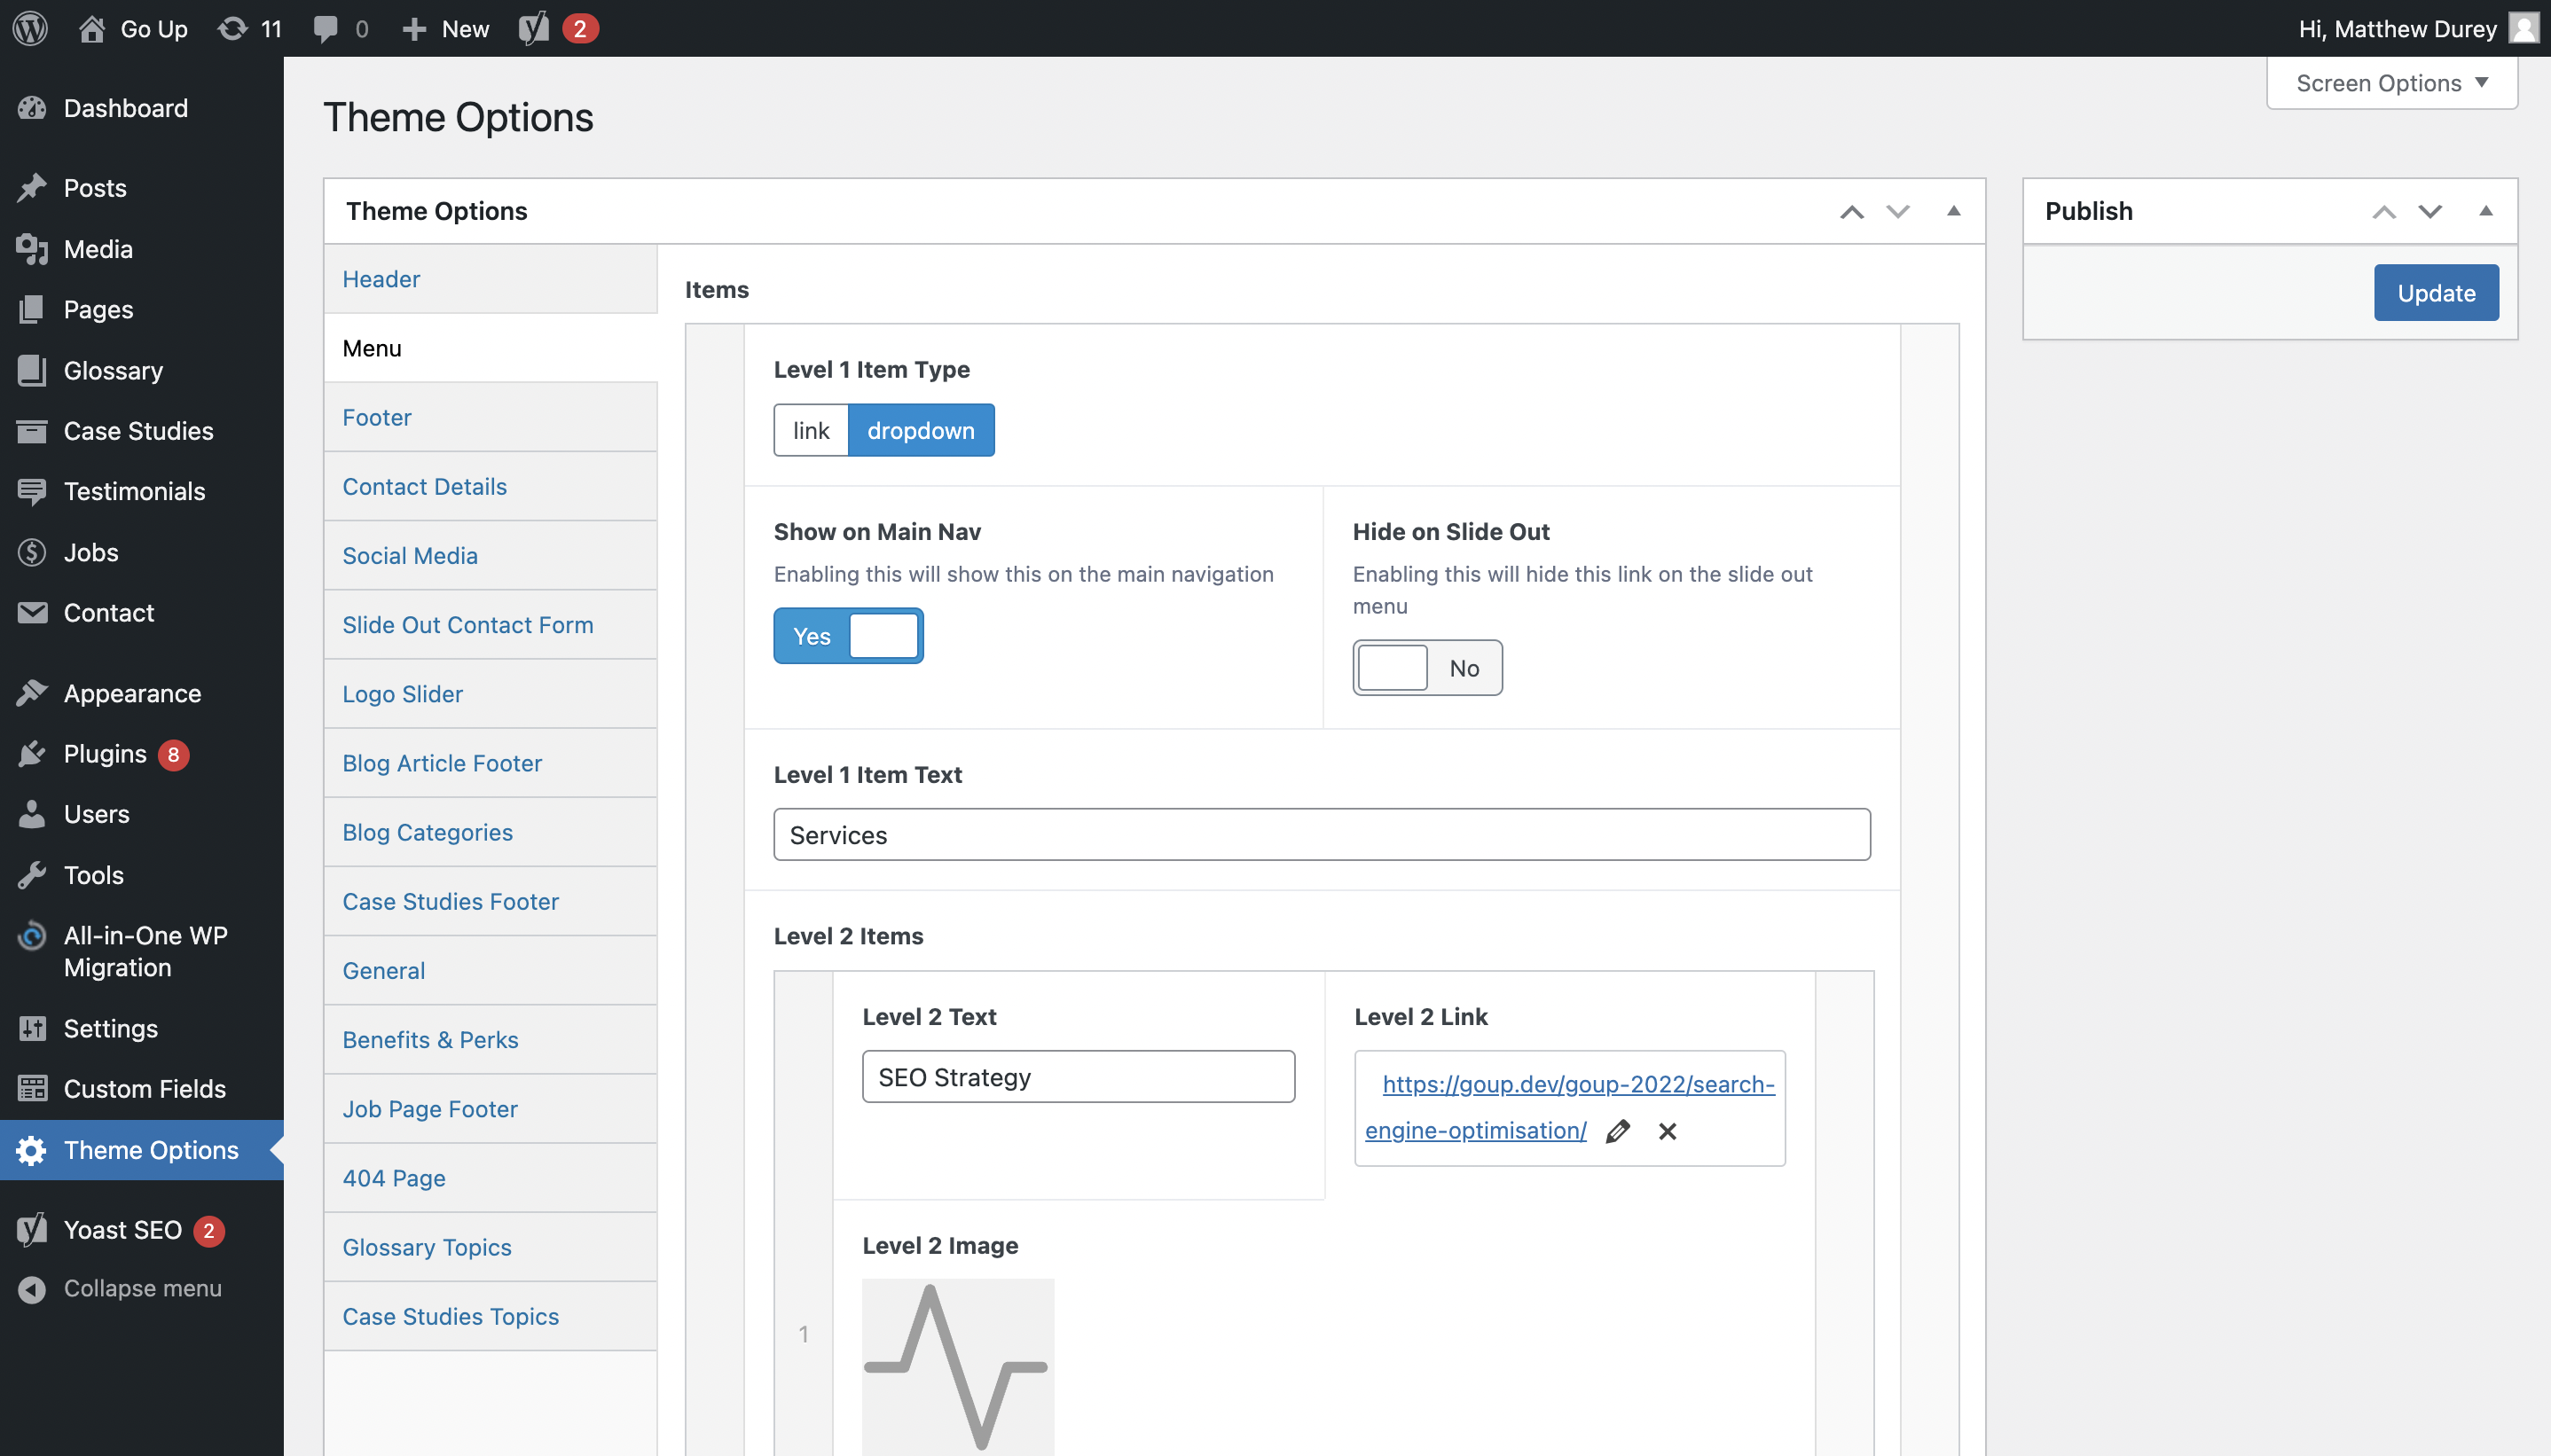 Go Up 11 0 New 2 Hi, Matthew Durey
Screen Options
Dashboard
Posts
Media
Pages
Glossary
Case Studies
Testimonials
Jobs
Contact
Appearance
Plugins 8
Users
Tools
All-in-One WP
Migration
Settings
Custom Fields
Theme Options
Yoast SEO 2
Collapse menu
Theme Options
Theme Options
Header
Menu
Footer
Contact Details
Social Media
Slide Out Contact Form
Logo Slider
Blog Article Footer
Blog Categories
Case Studies Footer
General
Benefits & Perks
Job Page Footer
404 Page
Glossary Topics
Case Studies Topics
Items
Level 1 Item Type
link dropdown
Show on Main Nav
Enabling this will show this on the main navigation
Yes
Hide on Slide Out
Enabling this will hide this link on the slide out
menu
No
Level 1 Item Text
Services
Level 2 Items
1
Level 2 Text
SEO Strategy
Level 2 Link
https://goup.dev/goup-2022/search-
engine-optimisation/
Level 2 Image
Publish
Update